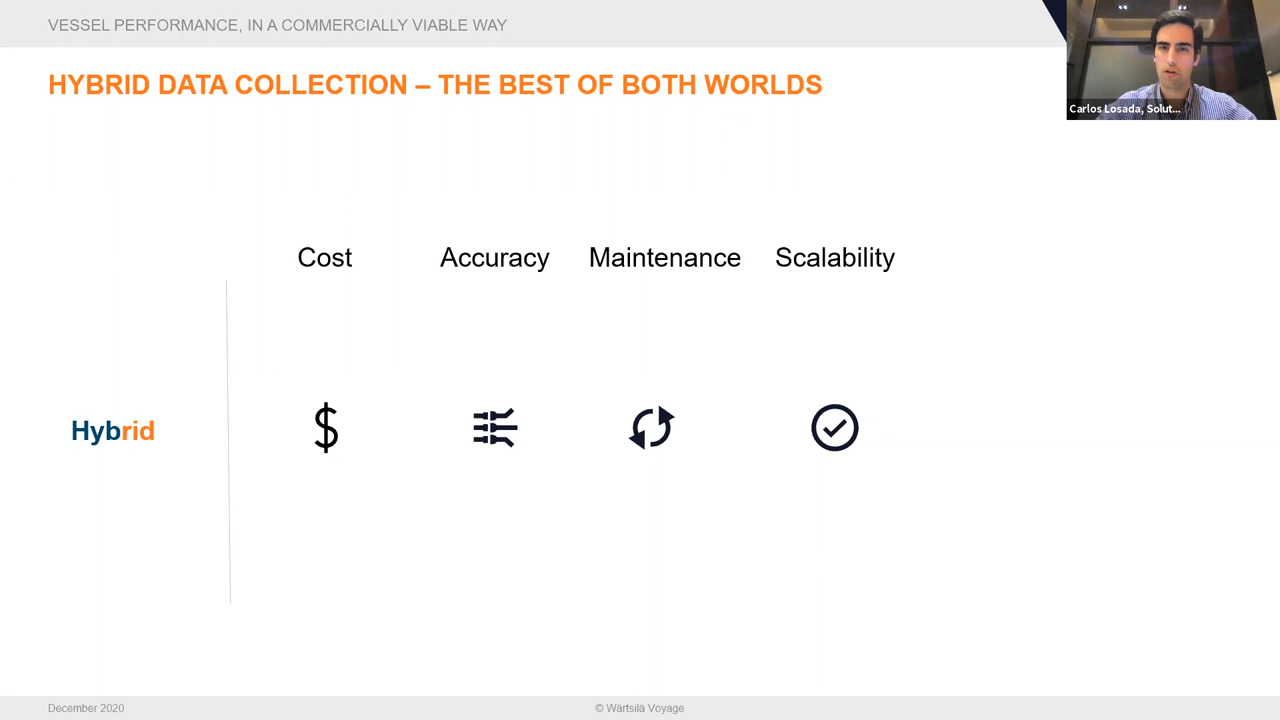 VESSEL PERFORMANCE, IN A COMMERCIALLY VIABLE WAY
HYBRID DATA COLLECTION – THE BEST OF BOTH WORLDS
Carlos Losada, Solut...
Cost Accuracy Maintenance Scalability
Hybrid $
December 2020 © Wärtsilä Voyage